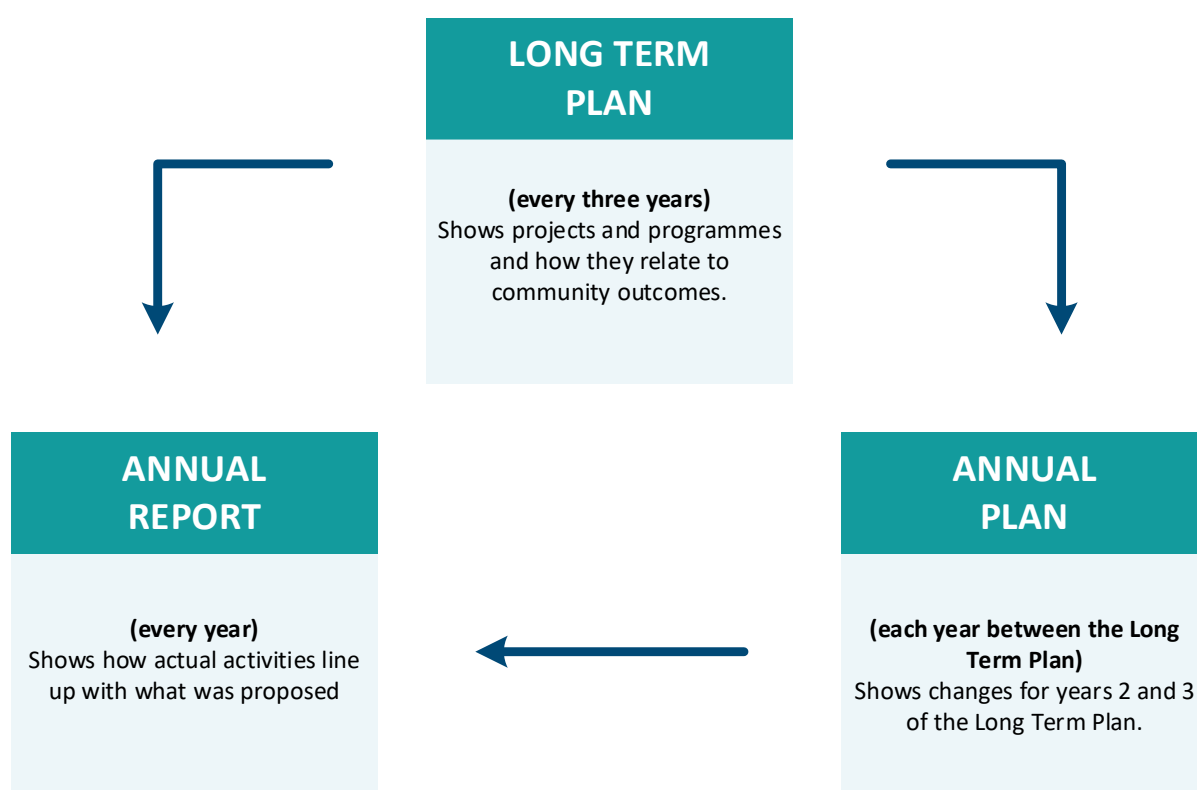 LONG TERM
PLAN
(every three years)
Shows projects and programmes
and how they relate to
community outcomes.
ANNUAL
REPORT
(every year)
Shows how actual activities line
up with what was proposed
ANNUAL
PLAN
(each year between the Long
Term Plan)
Shows changes for years 2 and 3
of the Long Term Plan.